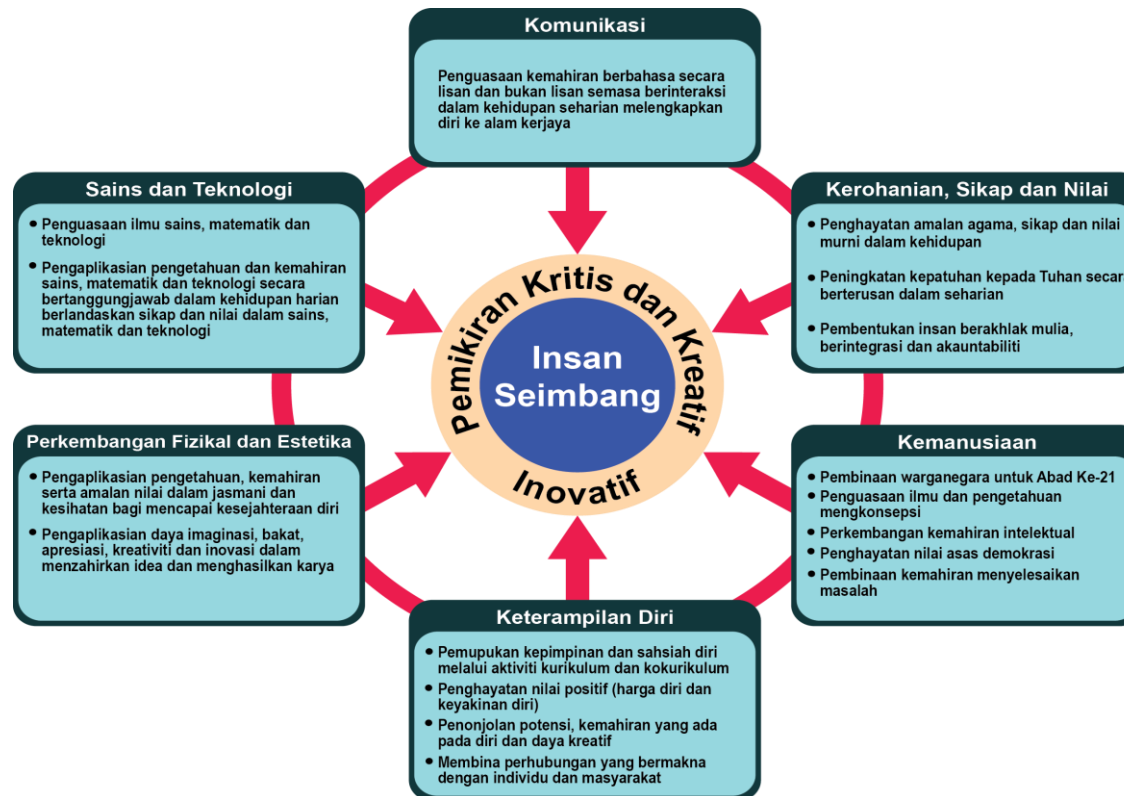 Komunikasi
Penguasaan kemahiran berbahasa secara
lisan dan bukan lisan semasa berinteraksi
dalam kehidupan seharian melengkapkan
diri ke alam kerjaya
Sains dan Teknologi
• Penguasaan ilmu sains, matematik dan
teknologi
• Pengaplikasian pengetahuan dan kemahiran
sains, matematik dan teknologi secara
bertanggungjawab dalam kehidupan harian
berlandaskan sikap dan nilai dalam sains,
matematik dan teknologi
Kerohanian, Sikap dan Nilai
• Penghayatan amalan agama, sikap dan nilai
murni dalam kehidupan
• Peningkatan kepatuhan kepada Tuhan secara
berterusan dalam seharian
• Pembentukan insan berakhlak mulia,
berintegrasi dan akauntabiliti
Pemikiran Kritis dan Kreatif
Insan
Seimbang
Inovatif
Perkembangan Fizikal dan Estetika
• Pengaplikasian pengetahuan, kemahiran
serta amalan nilai dalam jasmani dan
kesihatan bagi mencapai kesejahteraan diri
• Pengaplikasian daya imaginasi, bakat,
apresiasi, kreativiti dan inovasi dalam
menzahirkan idea dan menghasilkan karya
Kemanusiaan
• Pembinaan warganegara untuk Abad Ke-21
• Penguasaan ilmu dan pengetahuan
mengkonsepsi
• Perkembangan kemahiran intelektual
• Penghayatan nilai asas demokrasi
• Pembinaan kemahiran menyelesaikan
masalah
Keterampilan Diri
• Pemupukan kepimpinan dan sahsiah diri
melalui aktiviti kurikulum dan kokurikulum
• Penghayatan nilai positif (harga diri dan
keyakinan diri)
• Penonjolan potensi, kemahiran yang ada
pada diri dan daya kreatif
• Membina perhubungan yang bermakna
dengan individu dan masyarakat